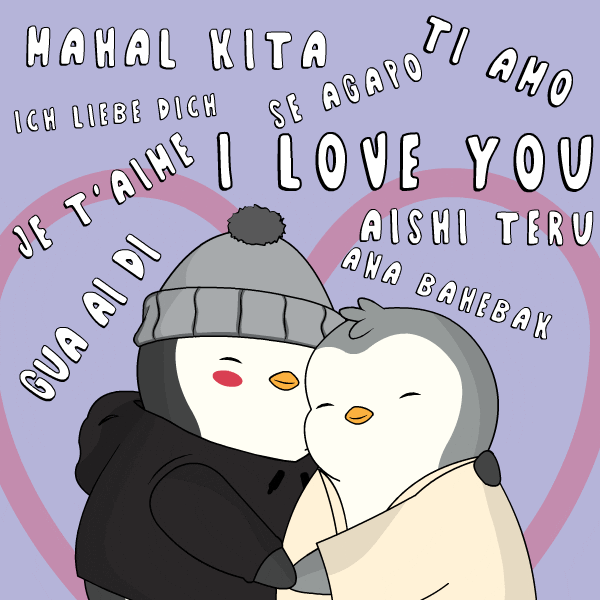 MAHAL KITA
TI AMO
ICH LIEBE DICH
SE AGAPO
JE T'AIME
I LOVE YOU
AISHI TERU
GUA AI DI
ANA BAHEBAK